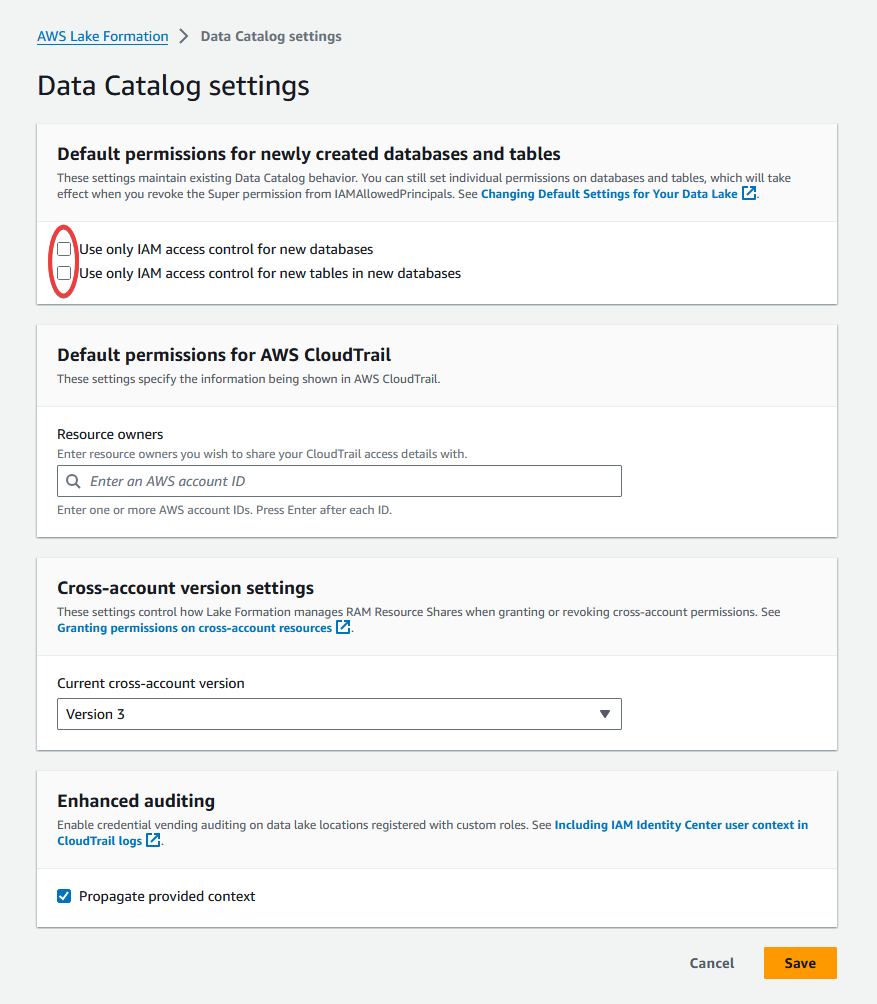 AWS Lake Formation > Data Catalog settings
Data Catalog settings
Default permissions for newly created databases and tables
These settings maintain existing Data Catalog behavior. You can still set individual permissions on databases and tables, which will take
effect when you revoke the Super permission from IAMAllowedPrincipals. See Changing Default Settings for Your Data Lake.
Use only IAM access control for new databases
Use only IAM access control for new tables in new databases
Default permissions for AWS CloudTrail
These settings specify the information being shown in AWS CloudTrail.
Resource owners
Enter resource owners you wish to share your CloudTrail access details with.
Enter an AWS account ID
Enter one or more AWS account IDs. Press Enter after each ID.
Cross-account version settings
These settings control how Lake Formation manages RAM Resource Shares when granting or revoking cross-account permissions. See
Granting permissions on cross-account resources.
Current cross-account version
Version 3
Enhanced auditing
Enable credential vending auditing on data lake locations registered with custom roles. See Including IAM Identity Center user context in
CloudTrail logs.
Propagate provided context
Cancel Save